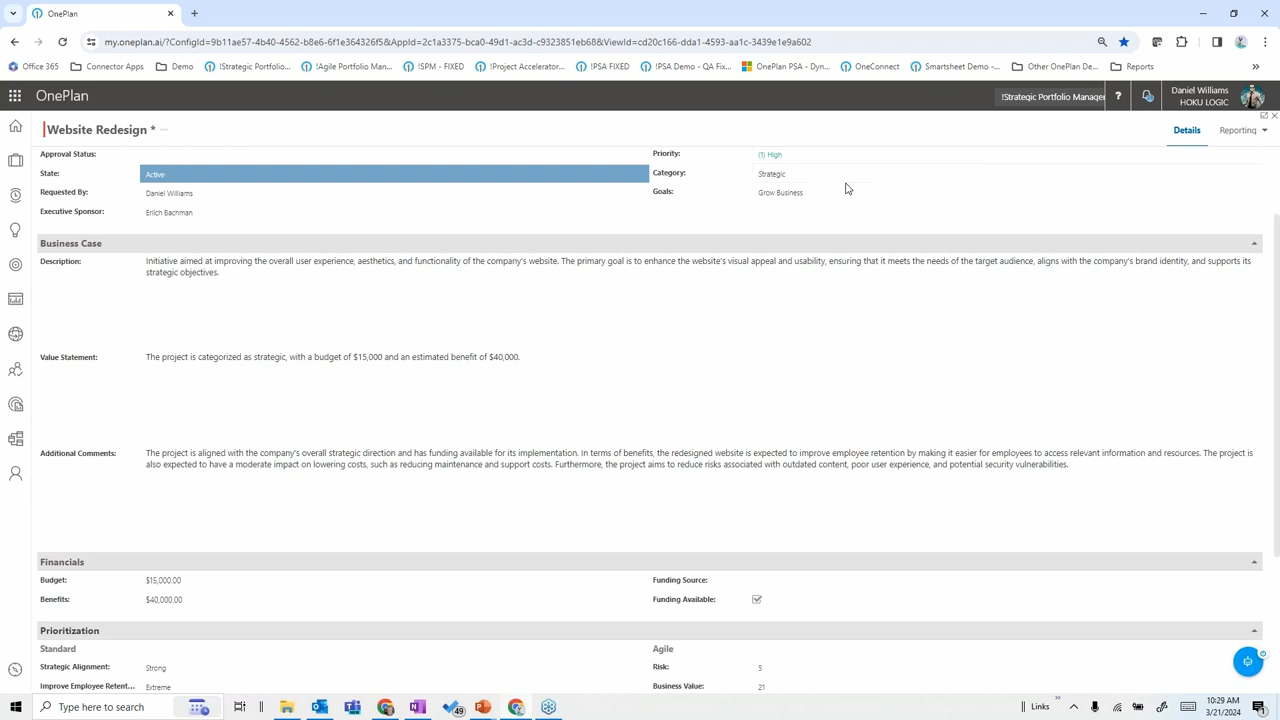 OnePlan
my.oneplan.ai/?ConfigId=9b11ae57-4b40-4562-b8e6-6f1e364326f5&AppId=2c1a3375-bca0-49d1-ac3d-c9323851eb68&ViewId=cd20c166-dda1-4593-aa1c-3439e1e9a602
Office 365
Connector Apps
Demo
!Strategic Portfolio...
!Agile Portfolio Man...
!SPM - FIXED
!Project Accelerator...
!PSA FIXED
!PSA Demo - QA Fix...
OnePlan PSA - Dyn...
OneConnect
Smartsheet Demo -...
Other OnePlan De...
Reports
OnePlan
!Strategic Portfolio Manager
?
Daniel Williams
HOKU LOGIC
Website Redesign *
Details
Reporting
Approval Status:
Priority: (1) High
State: Active
Category: Strategic
Requested By: Daniel Williams
Goals: Grow Business
Executive Sponsor: Erlich Bachman
Business Case
Description: Initiative aimed at improving the overall user experience, aesthetics, and functionality of the company's website. The primary goal is to enhance the website's visual appeal and usability, ensuring that it meets the needs of the target audience, aligns with the company's brand identity, and supports its
strategic objectives.
Value Statement: The project is categorized as strategic, with a budget of $15,000 and an estimated benefit of $40,000.
Additional Comments: The project is aligned with the company's overall strategic direction and has funding available for its implementation. In terms of benefits, the redesigned website is expected to improve employee retention by making it easier for employees to access relevant information and resources. The project is
also expected to have a moderate impact on lowering costs, such as reducing maintenance and support costs. Furthermore, the project aims to reduce risks associated with outdated content, poor user experience, and potential security vulnerabilities.
Financials
Budget: $15,000.00
Funding Source:
Benefits: $40,000.00
Funding Available:
Prioritization
Standard
Agile
Strategic Alignment: Strong
Risk: 5
Improve Employee Retent... Extreme
Business Value: 21
Type here to search
49
Links
10:29 AM
3/21/2024